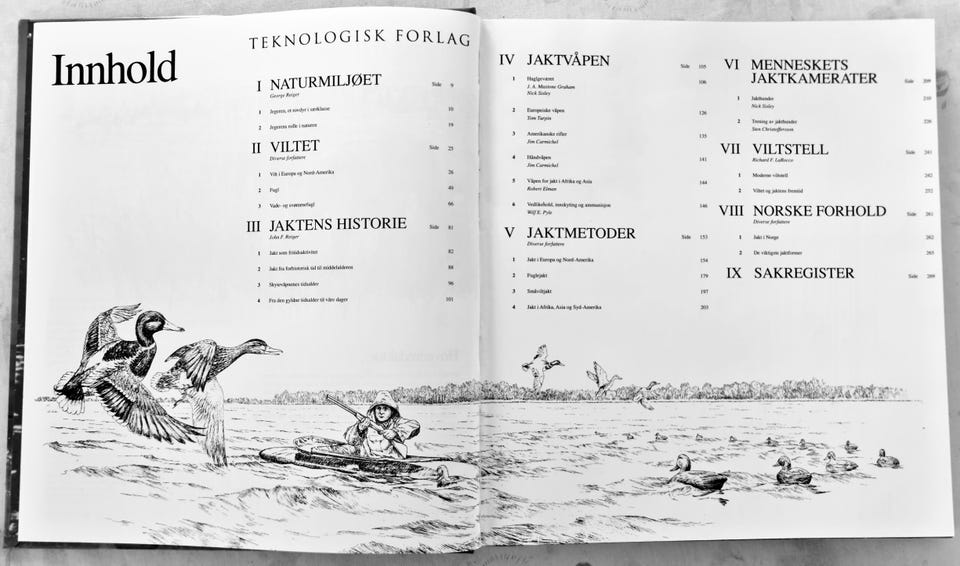 Innhold
TEKNOLOGISK FORLAG
I NATURMILJØET Side 9
George Reiger
1 Jegeren, et rovdyr i særklasse 10
2 Jegerens rolle i naturen 19
II VILTET Side 25
Diverse forfattere
1 Vilt i Europa og Nord-Amerika 26
2 Fugl 49
3 Vade- og svømmefugl 66
III JAKTENS HISTORIE Side 81
John F. Reiger
1 Jakt som fritidsaktivitet 82
2 Jakt fra forhistorisk tid til middelalderen 88
3 Skytevåpnenes tidsalder 96
4 Fra den gyldne tidsalder til våre dager 101
IV JAKTVÅPEN Side 105
1 Haglgeværet 106
J. A. Maxtone Graham
Nick Sisley
2 Europeiske våpen 126
Tom Turpin
3 Amerikanske rifler 135
Jim Carmichel
4 Håndvåpen 141
Jim Carmichel
5 Våpen for jakt i Afrika og Asia 144
Robert Elman
6 Vedlikehold, innskyting og ammunisjon 146
Wilf E. Pyle
V JAKTMETODER Side 153
Diverse forfattere
1 Jakt i Europa og Nord-Amerika 154
2 Fuglejakt 179
3 Småviltjakt 197
4 Jakt i Afrika, Asia og Syd-Amerika 203
VI MENNESKETS
JAKTKAMERATER Side 209
1 Jakthunder 210
Nick Sisley
2 Trening av jakthunder 226
Sten Christoffersson
VII VILTSTELL Side 241
Richard F. LaRocco
1 Moderne viltstell 242
2 Viltet og jaktens fremtid 252
VIII NORSKE FORHOLD Side 261
Diverse forfattere
1 Jakt i Norge 262
2 De viktigste jaktformer 265
IX SAKREGISTER Side 269